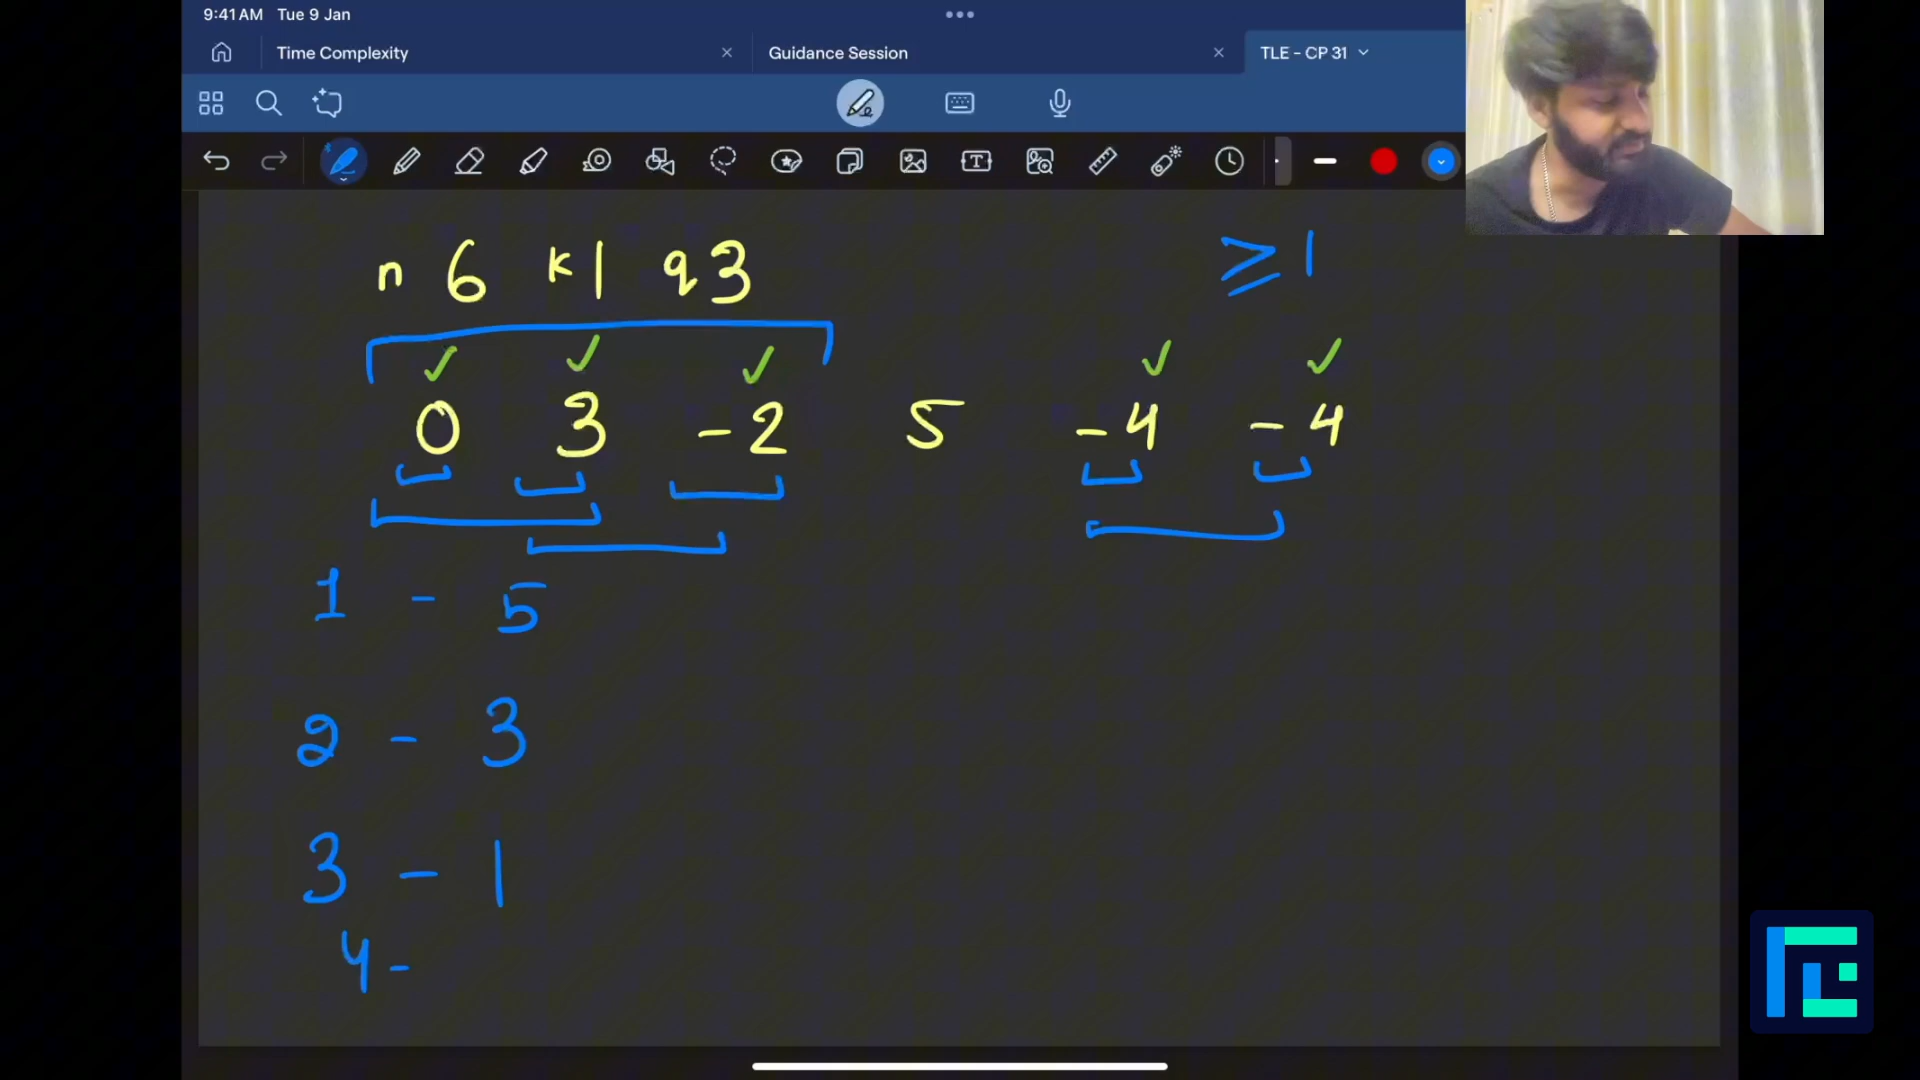 9:41 AM Tue 9 Jan
Time Complexity
Guidance Session
TLE - CP 31
n 6 k 1 q 3
≥ 1
✓ ✓ ✓ ✓ ✓
0 3 -2 5 -4 -4
1 - 5
2 - 3
3 - 1
4 -